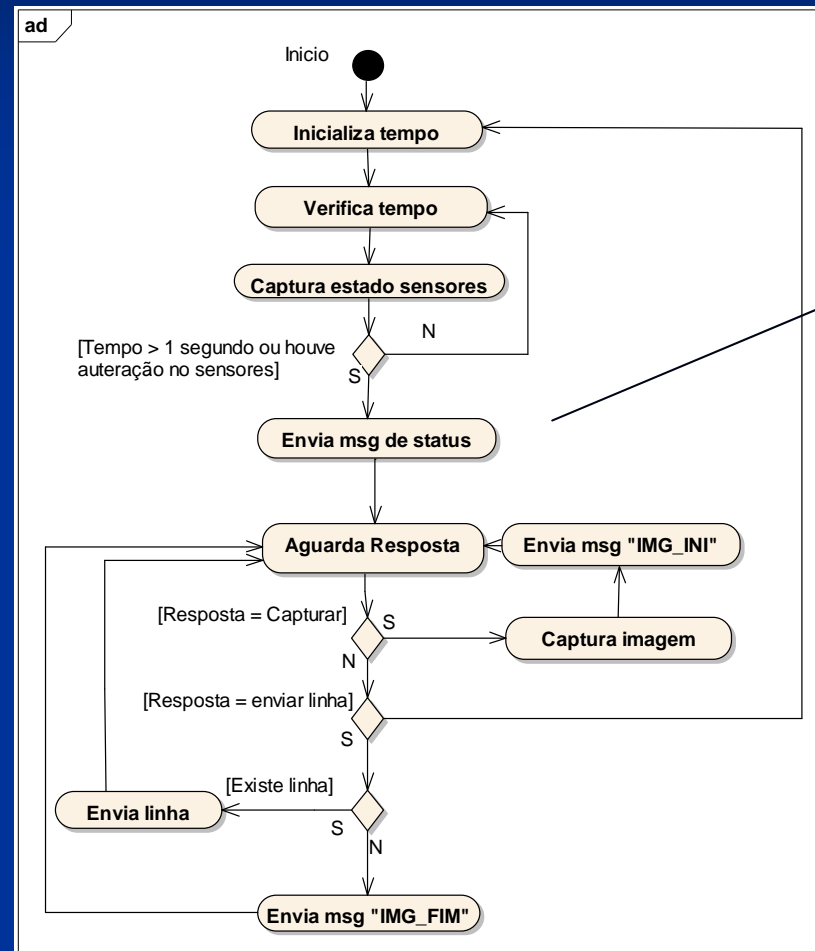 ad
Inicio
Inicializa tempo
Verifica tempo
Captura estado sensores
N
[Tempo > 1 segundo ou houve
auteração no sensores]
S
Envia msg de status
Aguarda Resposta
Envia msg "IMG_INI"
[Resposta = Capturar]
S
Captura imagem
N
[Resposta = enviar linha]
S
[Existe linha]
Envia linha
S
N
Envia msg "IMG_FIM"